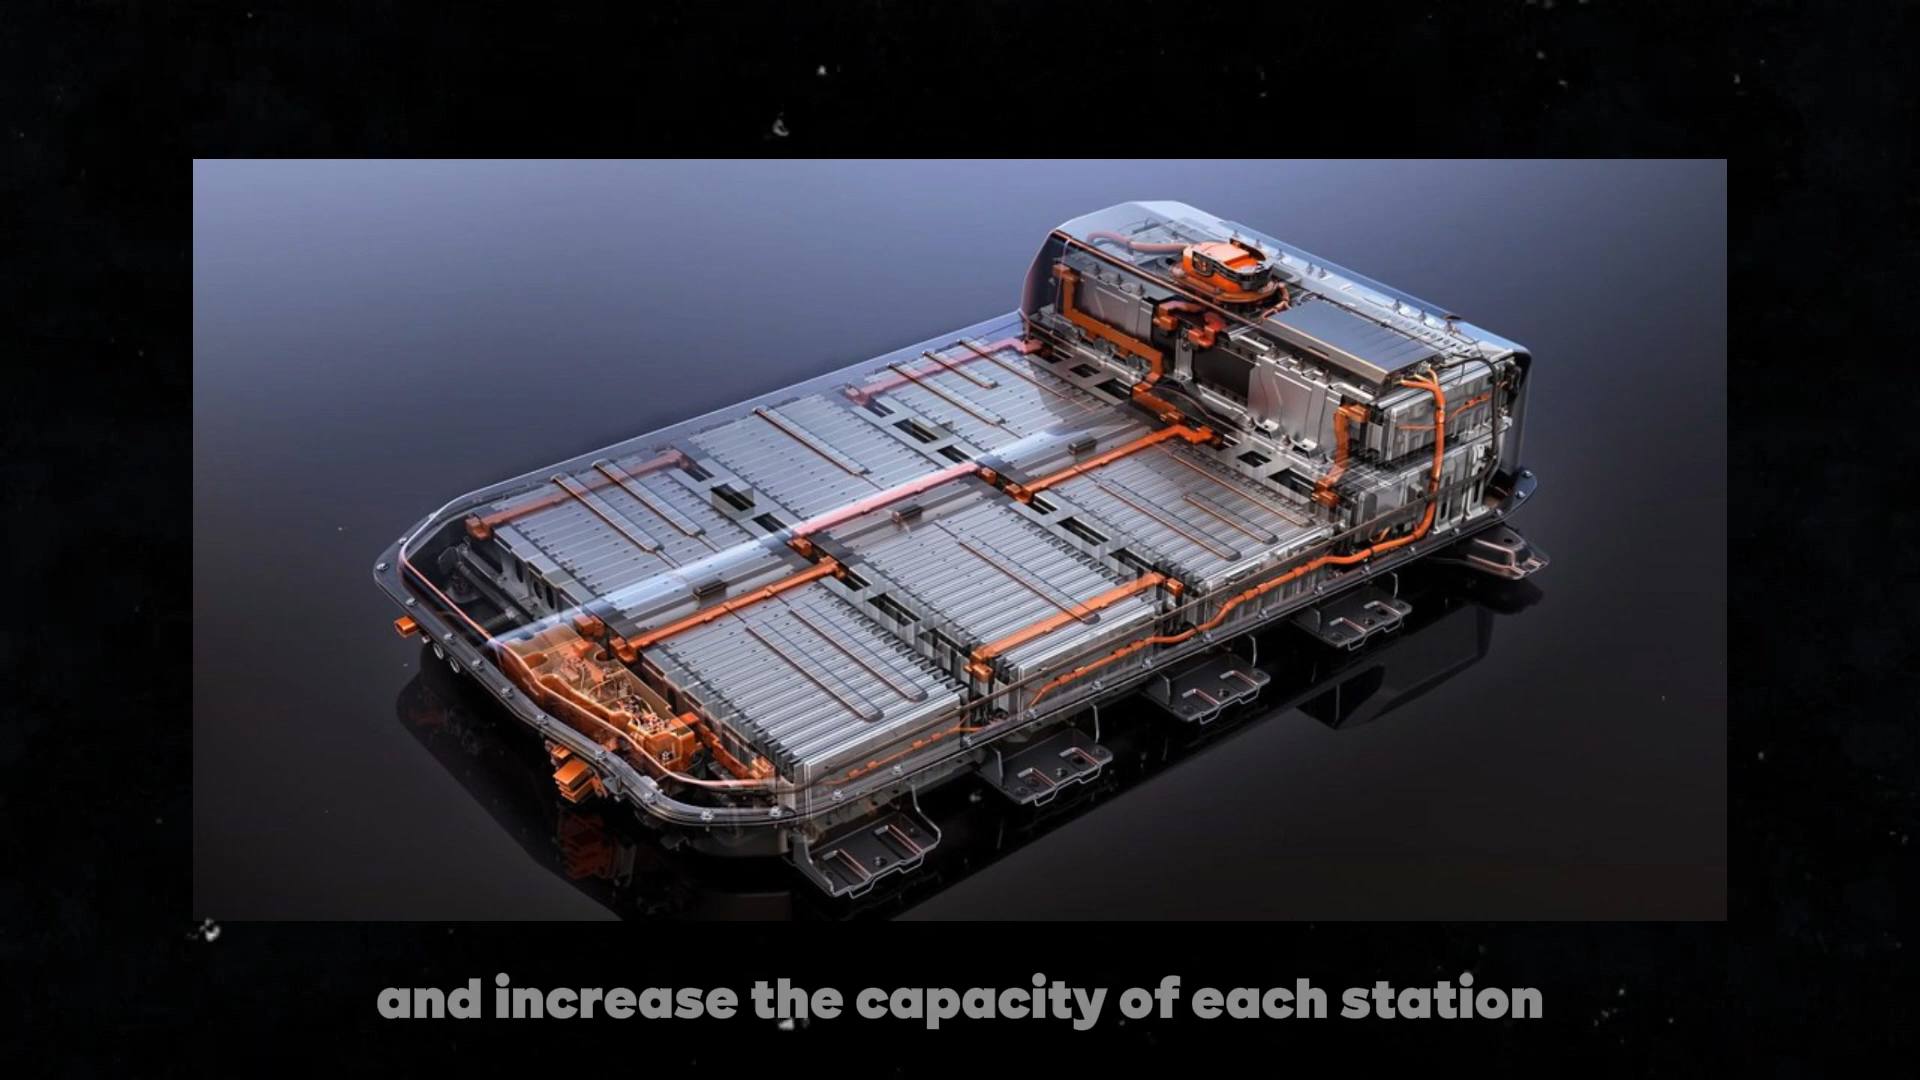 and increase the capacity of each station